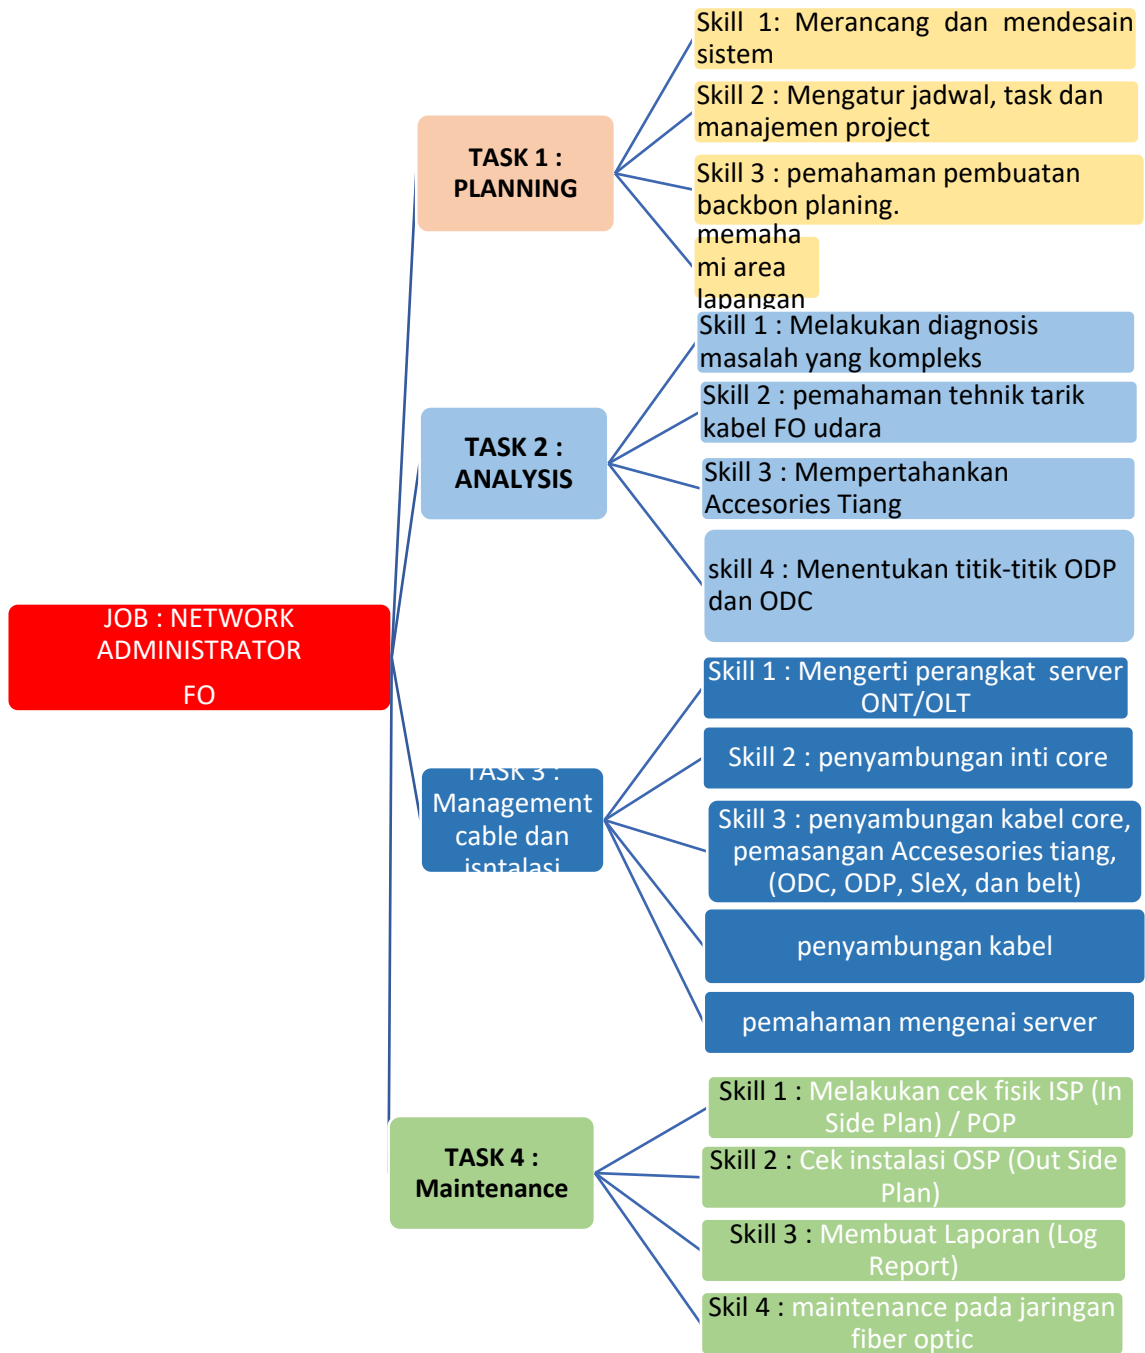 JOB : NETWORK
ADMINISTRATOR
FO
TASK 1 :
PLANNING
Skill 1: Merancang dan mendesain
sistem
Skill 2 : Mengatur jadwal, task dan
manajemen project
Skill 3 : pemahaman pembuatan
backbon planing.
memaha
mi area
lapangan
TASK 2 :
ANALYSIS
Skill 1 : Melakukan diagnosis
masalah yang kompleks
Skill 2 : pemahaman tehnik tarik
kabel FO udara
Skill 3 : Mempertahankan
Accesories Tiang
skill 4 : Menentukan titik-titik ODP
dan ODC
TASK 3 :
Management
cable dan
isntalasi
Skill 1 : Mengerti perangkat server
ONT/OLT
Skill 2 : penyambungan inti core
Skill 3 : penyambungan kabel core,
pemasangan Accesesories tiang,
(ODC, ODP, SleX, dan belt)
penyambungan kabel
pemahaman mengenai server
TASK 4 :
Maintenance
Skill 1 : Melakukan cek fisik ISP (In
Side Plan) / POP
Skill 2 : Cek instalasi OSP (Out Side
Plan)
Skill 3 : Membuat Laporan (Log
Report)
Skil 4 : maintenance pada jaringan
fiber optic